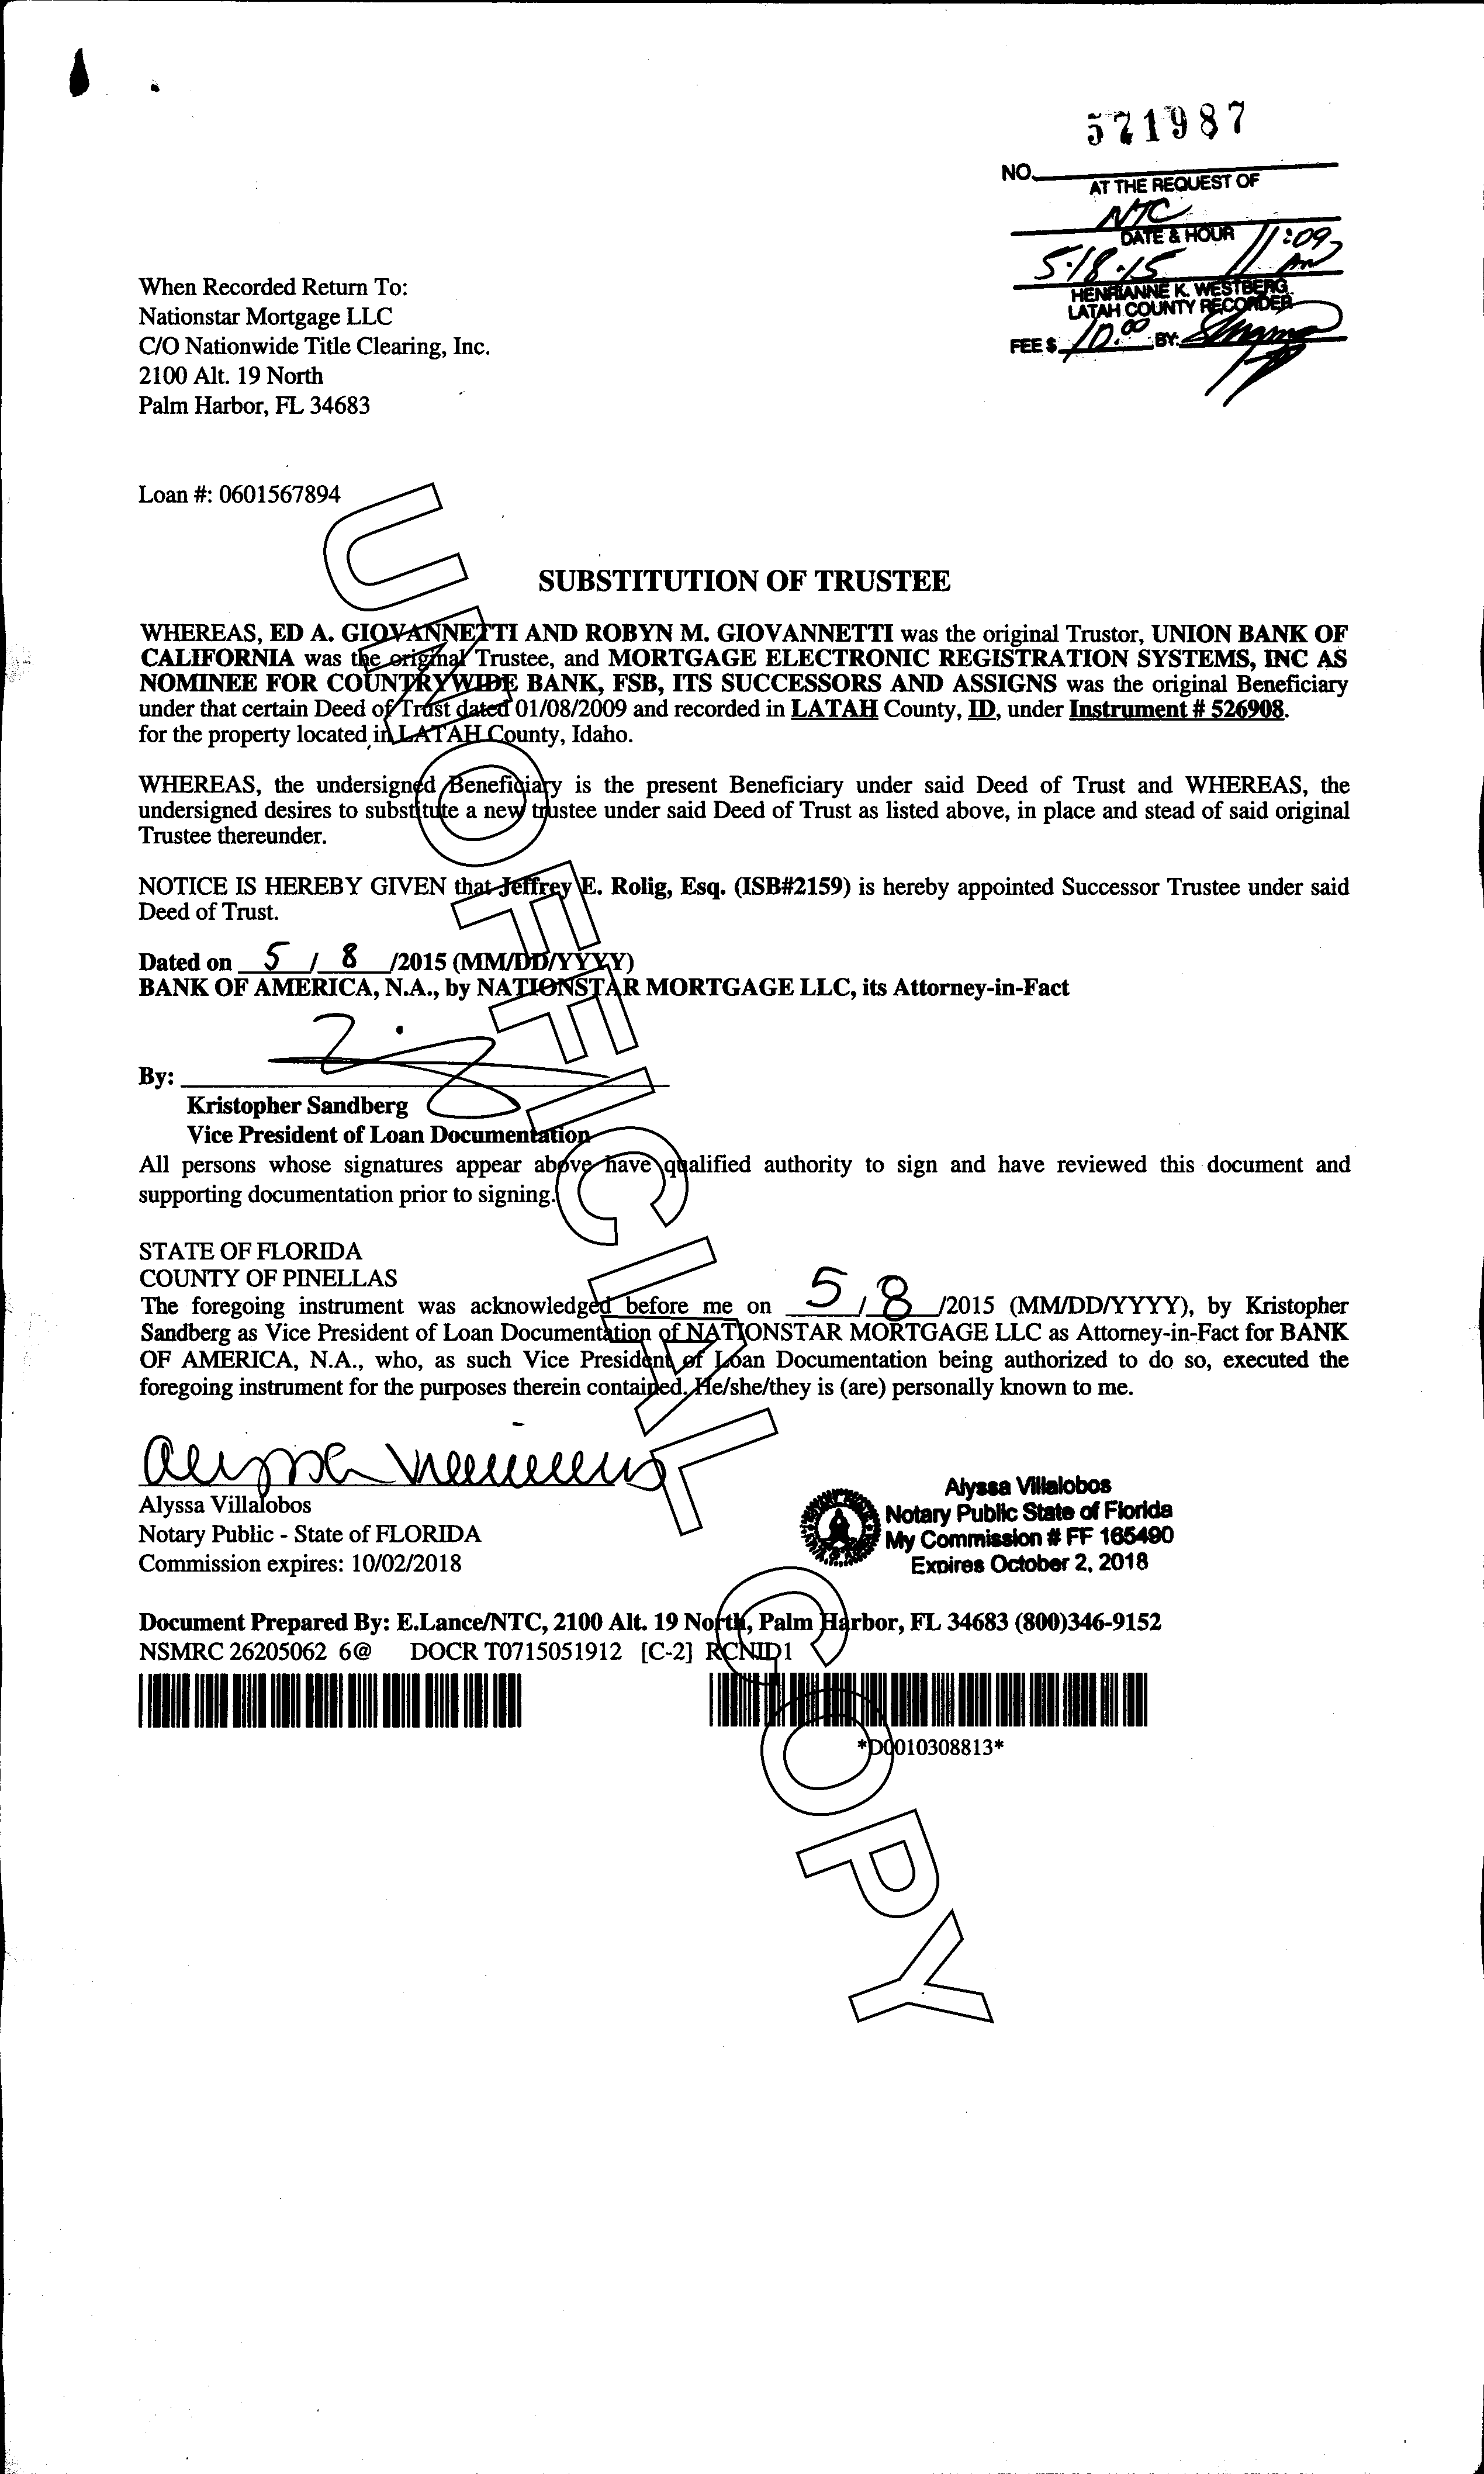 571987
NO.
AT THE REQUEST OF
NTC
DATE & HOUR
5·18·15 11:09 AM
HENRIANNE K. WESTBERG
LATAH COUNTY RECORDER
FEE $ 10.00 BY:
When Recorded Return To:
Nationstar Mortgage LLC
C/O Nationwide Title Clearing, Inc.
2100 Alt. 19 North
Palm Harbor, FL 34683
Loan #: 0601567894
SUBSTITUTION OF TRUSTEE
WHEREAS, ED A. GIOVANNETTI AND ROBYN M. GIOVANNETTI was the original Trustor, UNION BANK OF
CALIFORNIA was the original Trustee, and MORTGAGE ELECTRONIC REGISTRATION SYSTEMS, INC AS
NOMINEE FOR COUNTRYWIDE BANK, FSB, ITS SUCCESSORS AND ASSIGNS was the original Beneficiary
under that certain Deed of Trust dated 01/08/2009 and recorded in LATAH County, ID, under Instrument # 526908.
for the property located in LATAH County, Idaho.
WHEREAS, the undersigned Beneficiary is the present Beneficiary under said Deed of Trust and WHEREAS, the
undersigned desires to substitute a new trustee under said Deed of Trust as listed above, in place and stead of said original
Trustee thereunder.
NOTICE IS HEREBY GIVEN that Jeffrey E. Rolig, Esq. (ISB#2159) is hereby appointed Successor Trustee under said
Deed of Trust.
Dated on 5 / 8 /2015 (MM/DD/YYYY)
BANK OF AMERICA, N.A., by NATIONSTAR MORTGAGE LLC, its Attorney-in-Fact
By:
Kristopher Sandberg
Vice President of Loan Documentation
All persons whose signatures appear above have qualified authority to sign and have reviewed this document and
supporting documentation prior to signing.
STATE OF FLORIDA
COUNTY OF PINELLAS
The foregoing instrument was acknowledged before me on 5 / 8 /2015 (MM/DD/YYYY), by Kristopher
Sandberg as Vice President of Loan Documentation of NATIONSTAR MORTGAGE LLC as Attorney-in-Fact for BANK
OF AMERICA, N.A., who, as such Vice President of Loan Documentation being authorized to do so, executed the
foregoing instrument for the purposes therein contained. He/she/they is (are) personally known to me.
Alyssa Villalobos
Alyssa Villalobos
Notary Public - State of FLORIDA
Commission expires: 10/02/2018
Alyssa Villalobos
Notary Public State of Florida
My Commission # FF 165490
Expires October 2, 2018
Document Prepared By: E.Lance/NTC, 2100 Alt. 19 North, Palm Harbor, FL 34683 (800)346-9152
NSMRC 26205062 6@ DOCR T0715051912 [C-2] RCNID1
*D0010308813*
UNOFFICIAL COPY